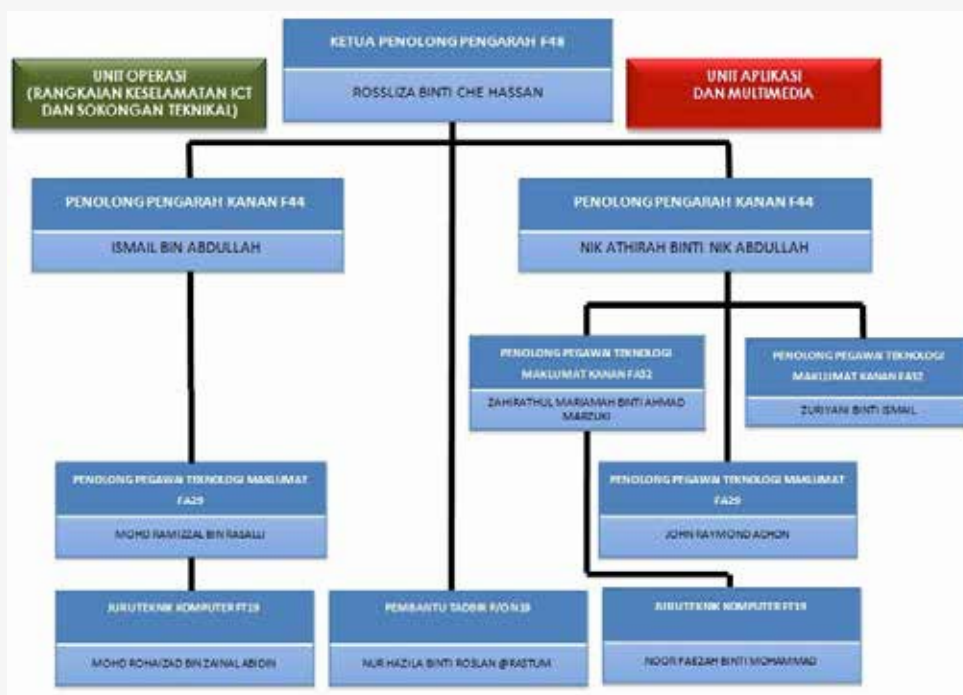 KETUA PENOLONG PENGARAH F48
ROSSLIZA BINTI CHE HASSAN
UNIT OPERASI
(RANGKAIAN KESELAMATAN ICT
DAN SOKONGAN TEKNIKAL)
UNIT APLIKASI
DAN MULTIMEDIA
PENOLONG PENGARAH KANAN F44
ISMAIL BIN ABDULLAH
PENOLONG PENGARAH KANAN F44
NIK ATHIRAH BINTI NIK ABDULLAH
PENOLONG PEGAWAI TEKNOLOGI
MAKLUMAT KANAN FA32
ZAHIRATHUL MARIAMAH BINTI AHMAD
MARZUKI
PENOLONG PEGAWAI TEKNOLOGI
MAKLUMAT KANAN FA32
ZURIYANI BINTI ISMAIL
PENOLONG PEGAWAI TEKNOLOGI MAKLUMAT
FA29
MOHD RAMIZZAL BIN RASALLI
PENOLONG PEGAWAI TEKNOLOGI MAKLUMAT
FA29
JOHN RAYMOND
JURUTEKNIK KOMPUTER FT19
MOHD ROHAIZAD BIN ZAINAL ABIDIN
PEMBANTU TADBIR
NUR HAZILA BINTI ROSLAN @RASTUM
JURUTEKNIK KOMPUTER FT19
NOOR FAEZAH BINTI MOHAMMAD